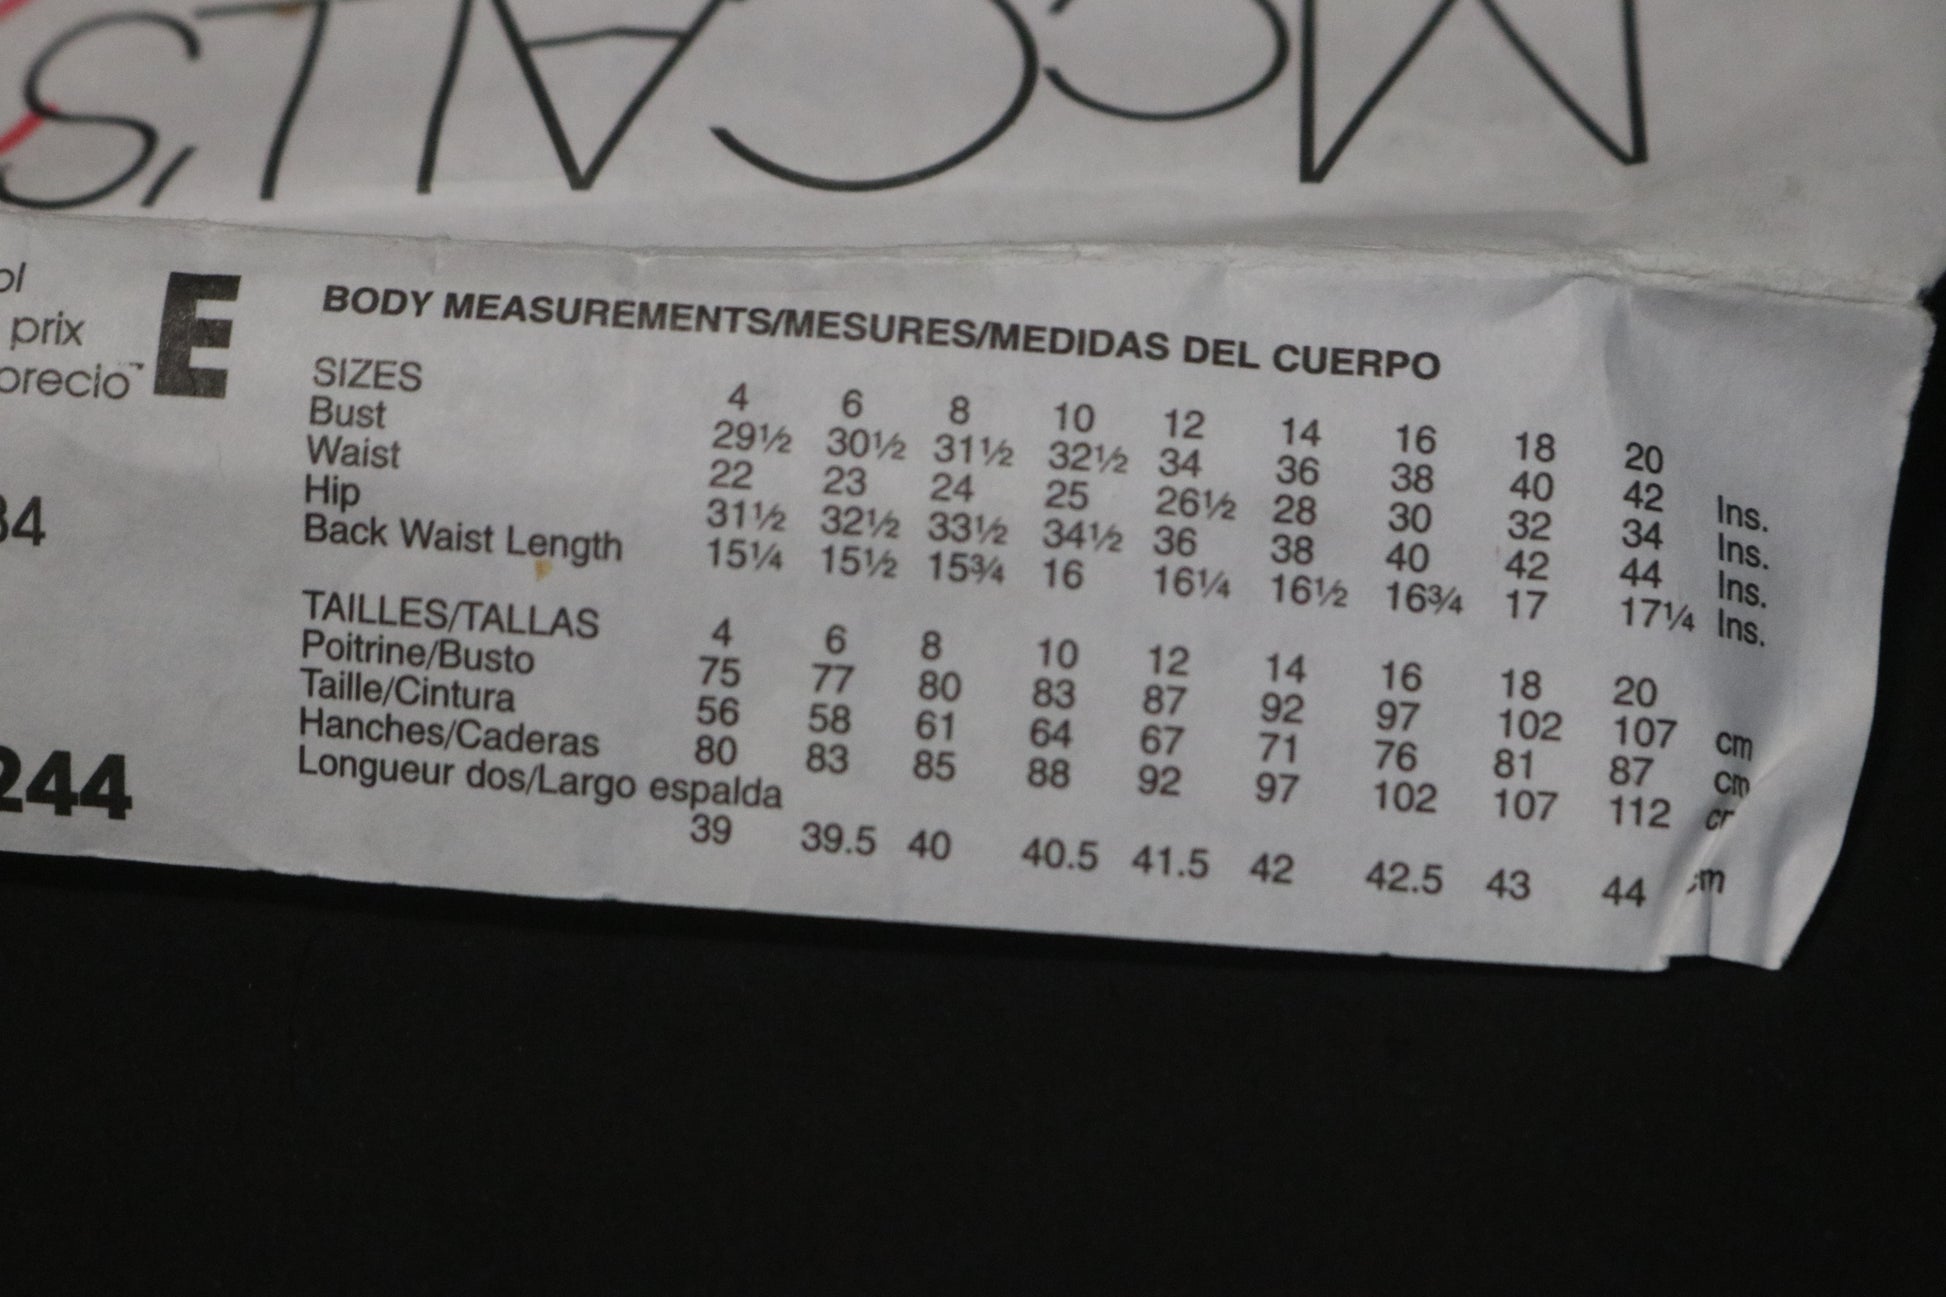 McCALL'S
ol
prix
precio™
E
84
244
BODY MEASUREMENTS/MESURES/MEDIDAS DEL CUERPO
SIZES 4 6 8 10 12 14 16 18 20
Bust 29½ 30½ 31½ 32½ 34 36 38 40 42 Ins.
Waist 22 23 24 25 26½ 28 30 32 34 Ins.
Hip 31½ 32½ 33½ 34½ 36 38 40 42 44 Ins.
Back Waist Length 15¼ 15½ 15¾ 16 16¼ 16½ 16¾ 17 17¼ Ins.
TAILLES/TALLAS 4 6 8 10 12 14 16 18 20
Poitrine/Busto 75 77 80 83 87 92 97 102 107 cm
Taille/Cintura 56 58 61 64 67 71 76 81 87 cm
Hanches/Caderas 80 83 85 88 92 97 102 107 112 cm
Longueur dos/Largo espalda
39 39.5 40 40.5 41.5 42 42.5 43 44 cm